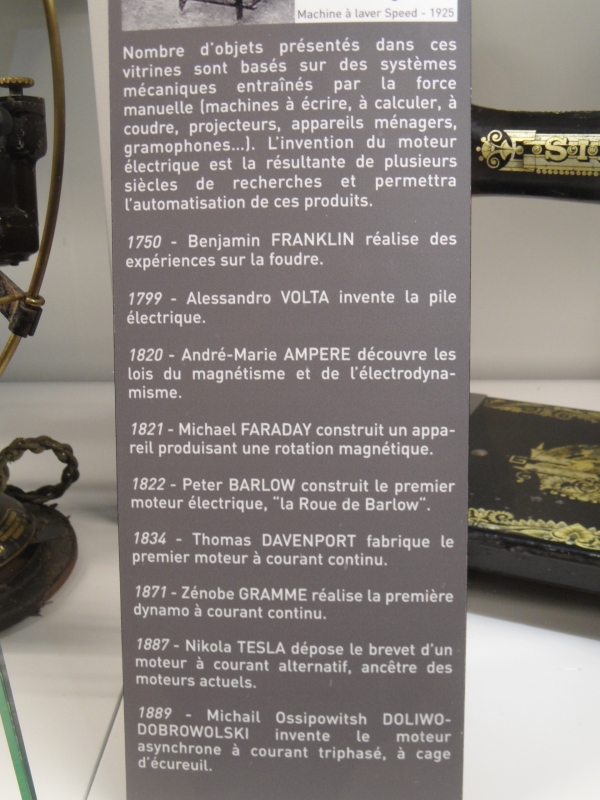 Machine à laver Speed - 1925
Nombre d'objets présentés dans ces
vitrines sont basés sur des systèmes
mécaniques entraînés par la force
manuelle (machines à écrire, à calculer, à
coudre, projecteurs, appareils ménagers,
gramophones...). L'invention du moteur
électrique est la résultante de plusieurs
siècles de recherches et permettra
l'automatisation de ces produits.
1750 - Benjamin FRANKLIN réalise des
expériences sur la foudre.
1799 - Alessandro VOLTA invente la pile
électrique.
1820 - André-Marie AMPERE découvre les
lois du magnétisme et de l'électrodyna-
misme.
1821 - Michael FARADAY construit un appa-
reil produisant une rotation magnétique.
1822 - Peter BARLOW construit le premier
moteur électrique, "la Roue de Barlow".
1834 - Thomas DAVENPORT fabrique le
premier moteur à courant continu.
1871 - Zénobe GRAMME réalise la première
dynamo à courant continu.
1887 - Nikola TESLA dépose le brevet d'un
moteur à courant alternatif, ancêtre des
moteurs actuels.
1889 - Michail Ossipowitsh DOLIWO-
DOBROWOLSKI invente le moteur
asynchrone à courant triphasé, à cage
d'écureuil.
SI